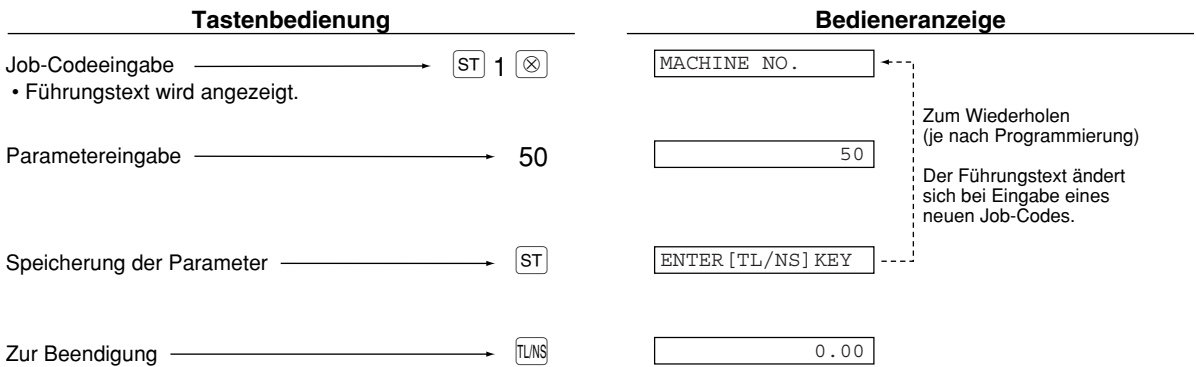 Tastenbedienung
Bedieneranzeige
Job-Codeeingabe ST 1 ⊗ MACHINE NO.
• Führungstext wird angezeigt.
Zum Wiederholen
(je nach Programmierung)
Parametereingabe 50 50
Der Führungstext ändert
sich bei Eingabe eines
neuen Job-Codes.
Speicherung der Parameter ST ENTER[TL/NS]KEY
Zur Beendigung TL/NS 0.00